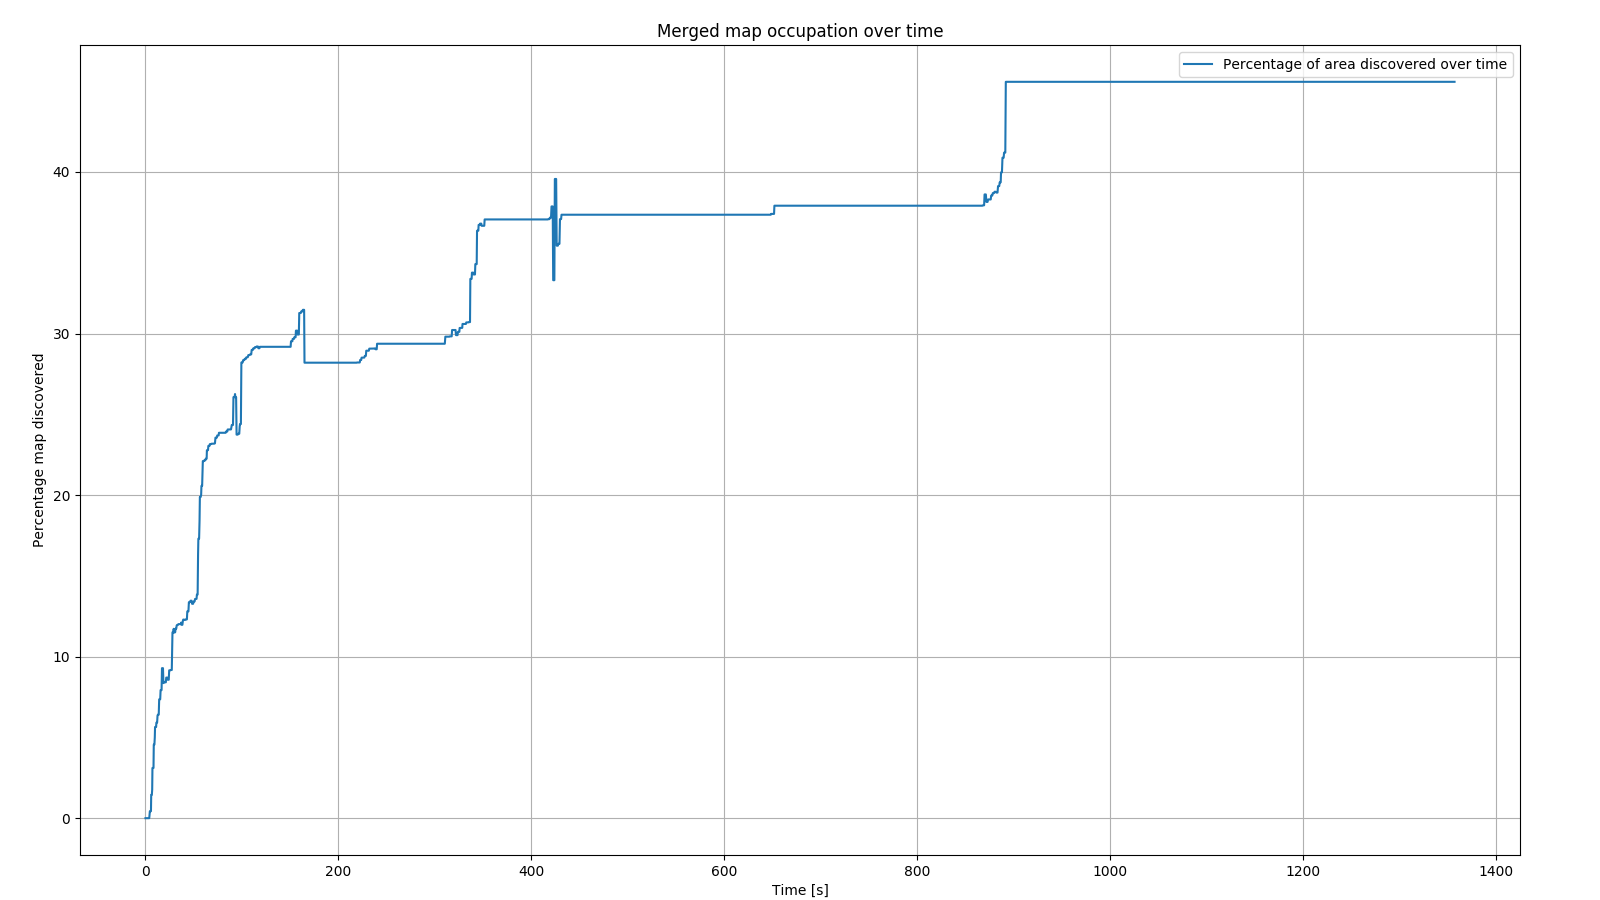 Merged map occupation over time
Percentage of area discovered over time
Percentage map discovered
40
30
20
10
0
0 200 400 600 800 1000 1200 1400
Time [s]